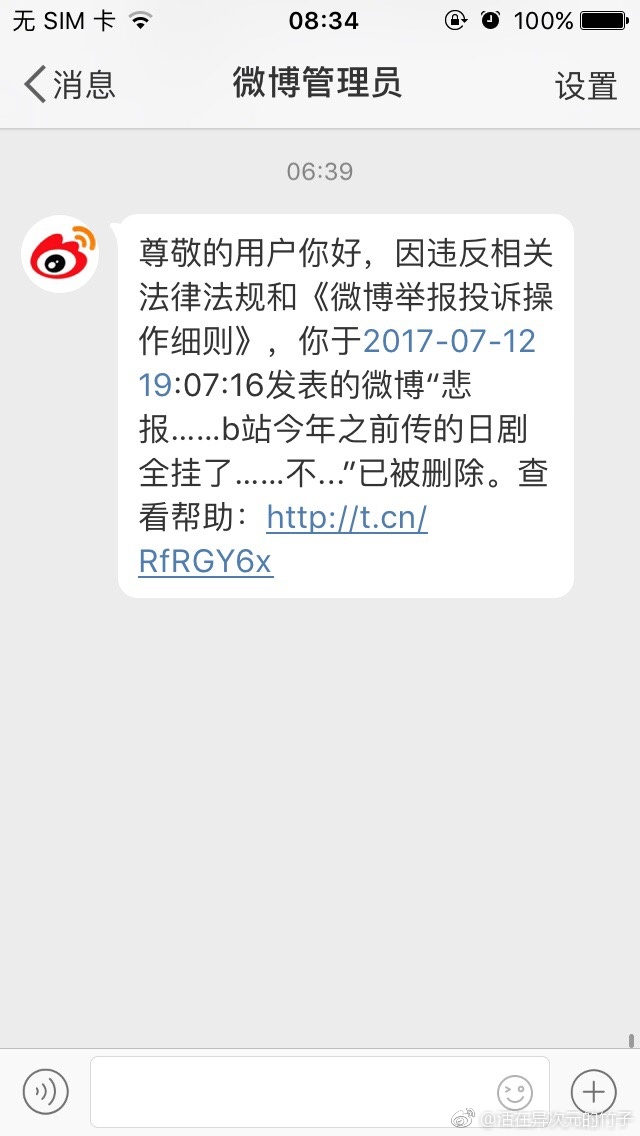 无 SIM 卡 08:34 100%
消息 微博管理员 设置
06:39
尊敬的用户你好，因违反相关
法律法规和《微博举报投诉操
作细则》，你于2017-07-12
19:07:16发表的微博“悲
报……b站今年之前传的日剧
全挂了……不...”已被删除。查
看帮助：http://t.cn/
RfRGY6x
@活在异次元的竹子